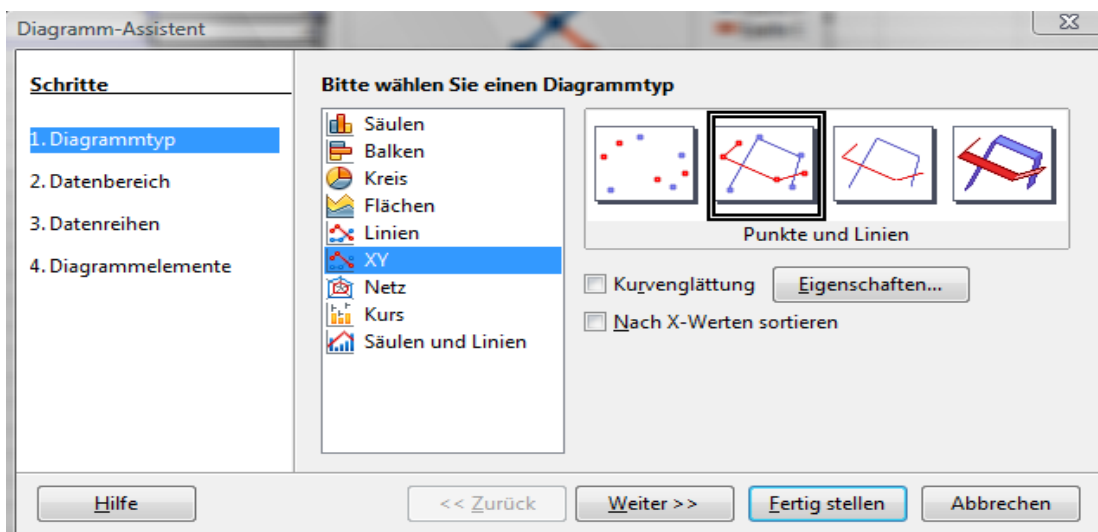 Diagramm-Assistent
Schritte
1. Diagrammtyp
2. Datenbereich
3. Datenreihen
4. Diagrammelemente
Bitte wählen Sie einen Diagrammtyp
Säulen
Balken
Kreis
Flächen
Linien
XY
Netz
Kurs
Säulen und Linien
Punkte und Linien
Kurvenglättung
Eigenschaften...
Nach X-Werten sortieren
Hilfe
<< Zurück
Weiter >>
Fertig stellen
Abbrechen